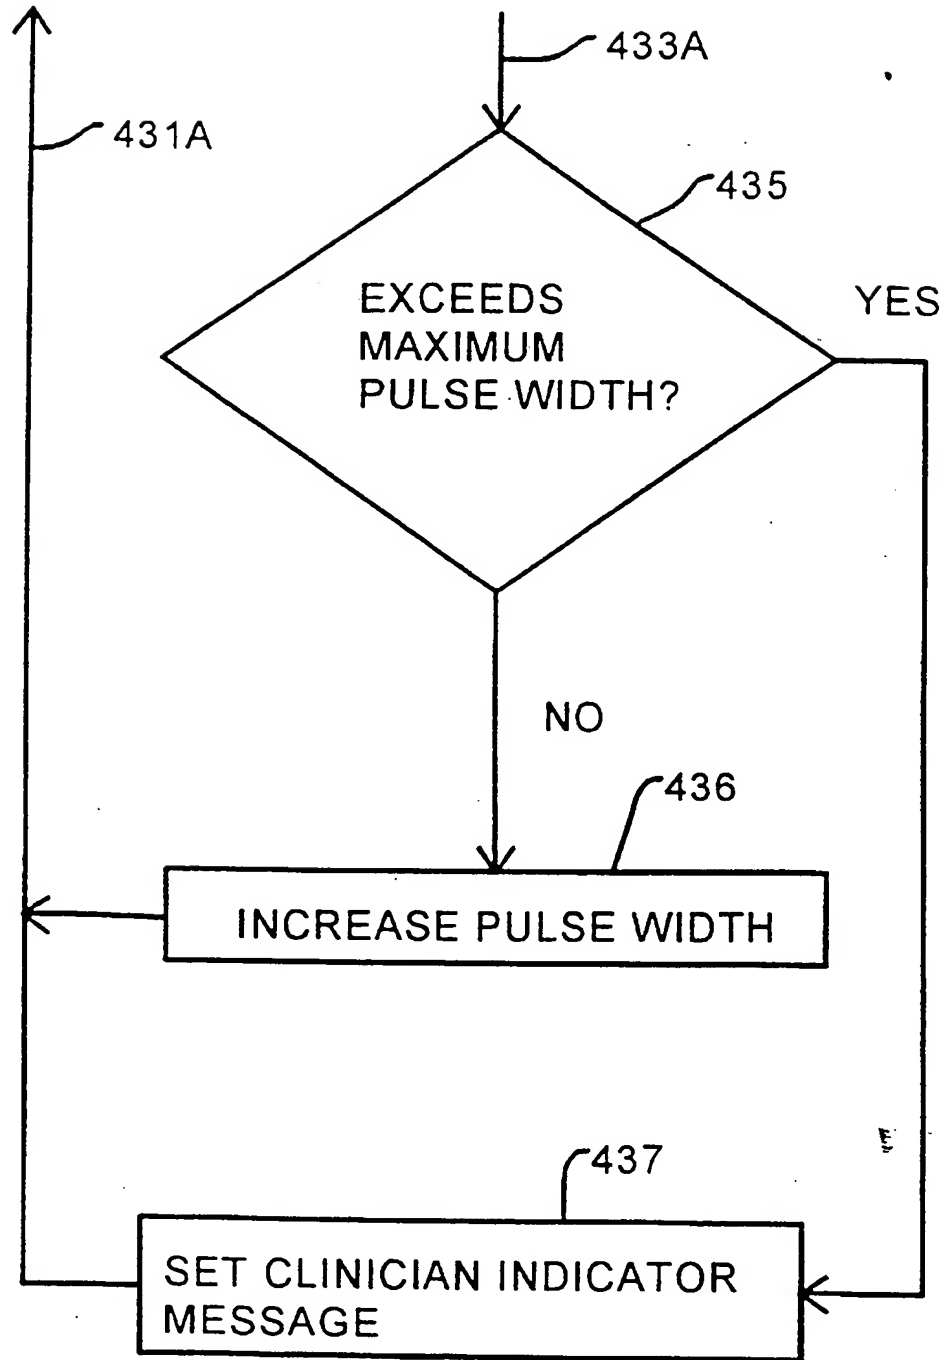 433A
431A
435
EXCEEDS
MAXIMUM
PULSE WIDTH?
YES
NO
436
INCREASE PULSE WIDTH
437
SET CLINICIAN INDICATOR
MESSAGE